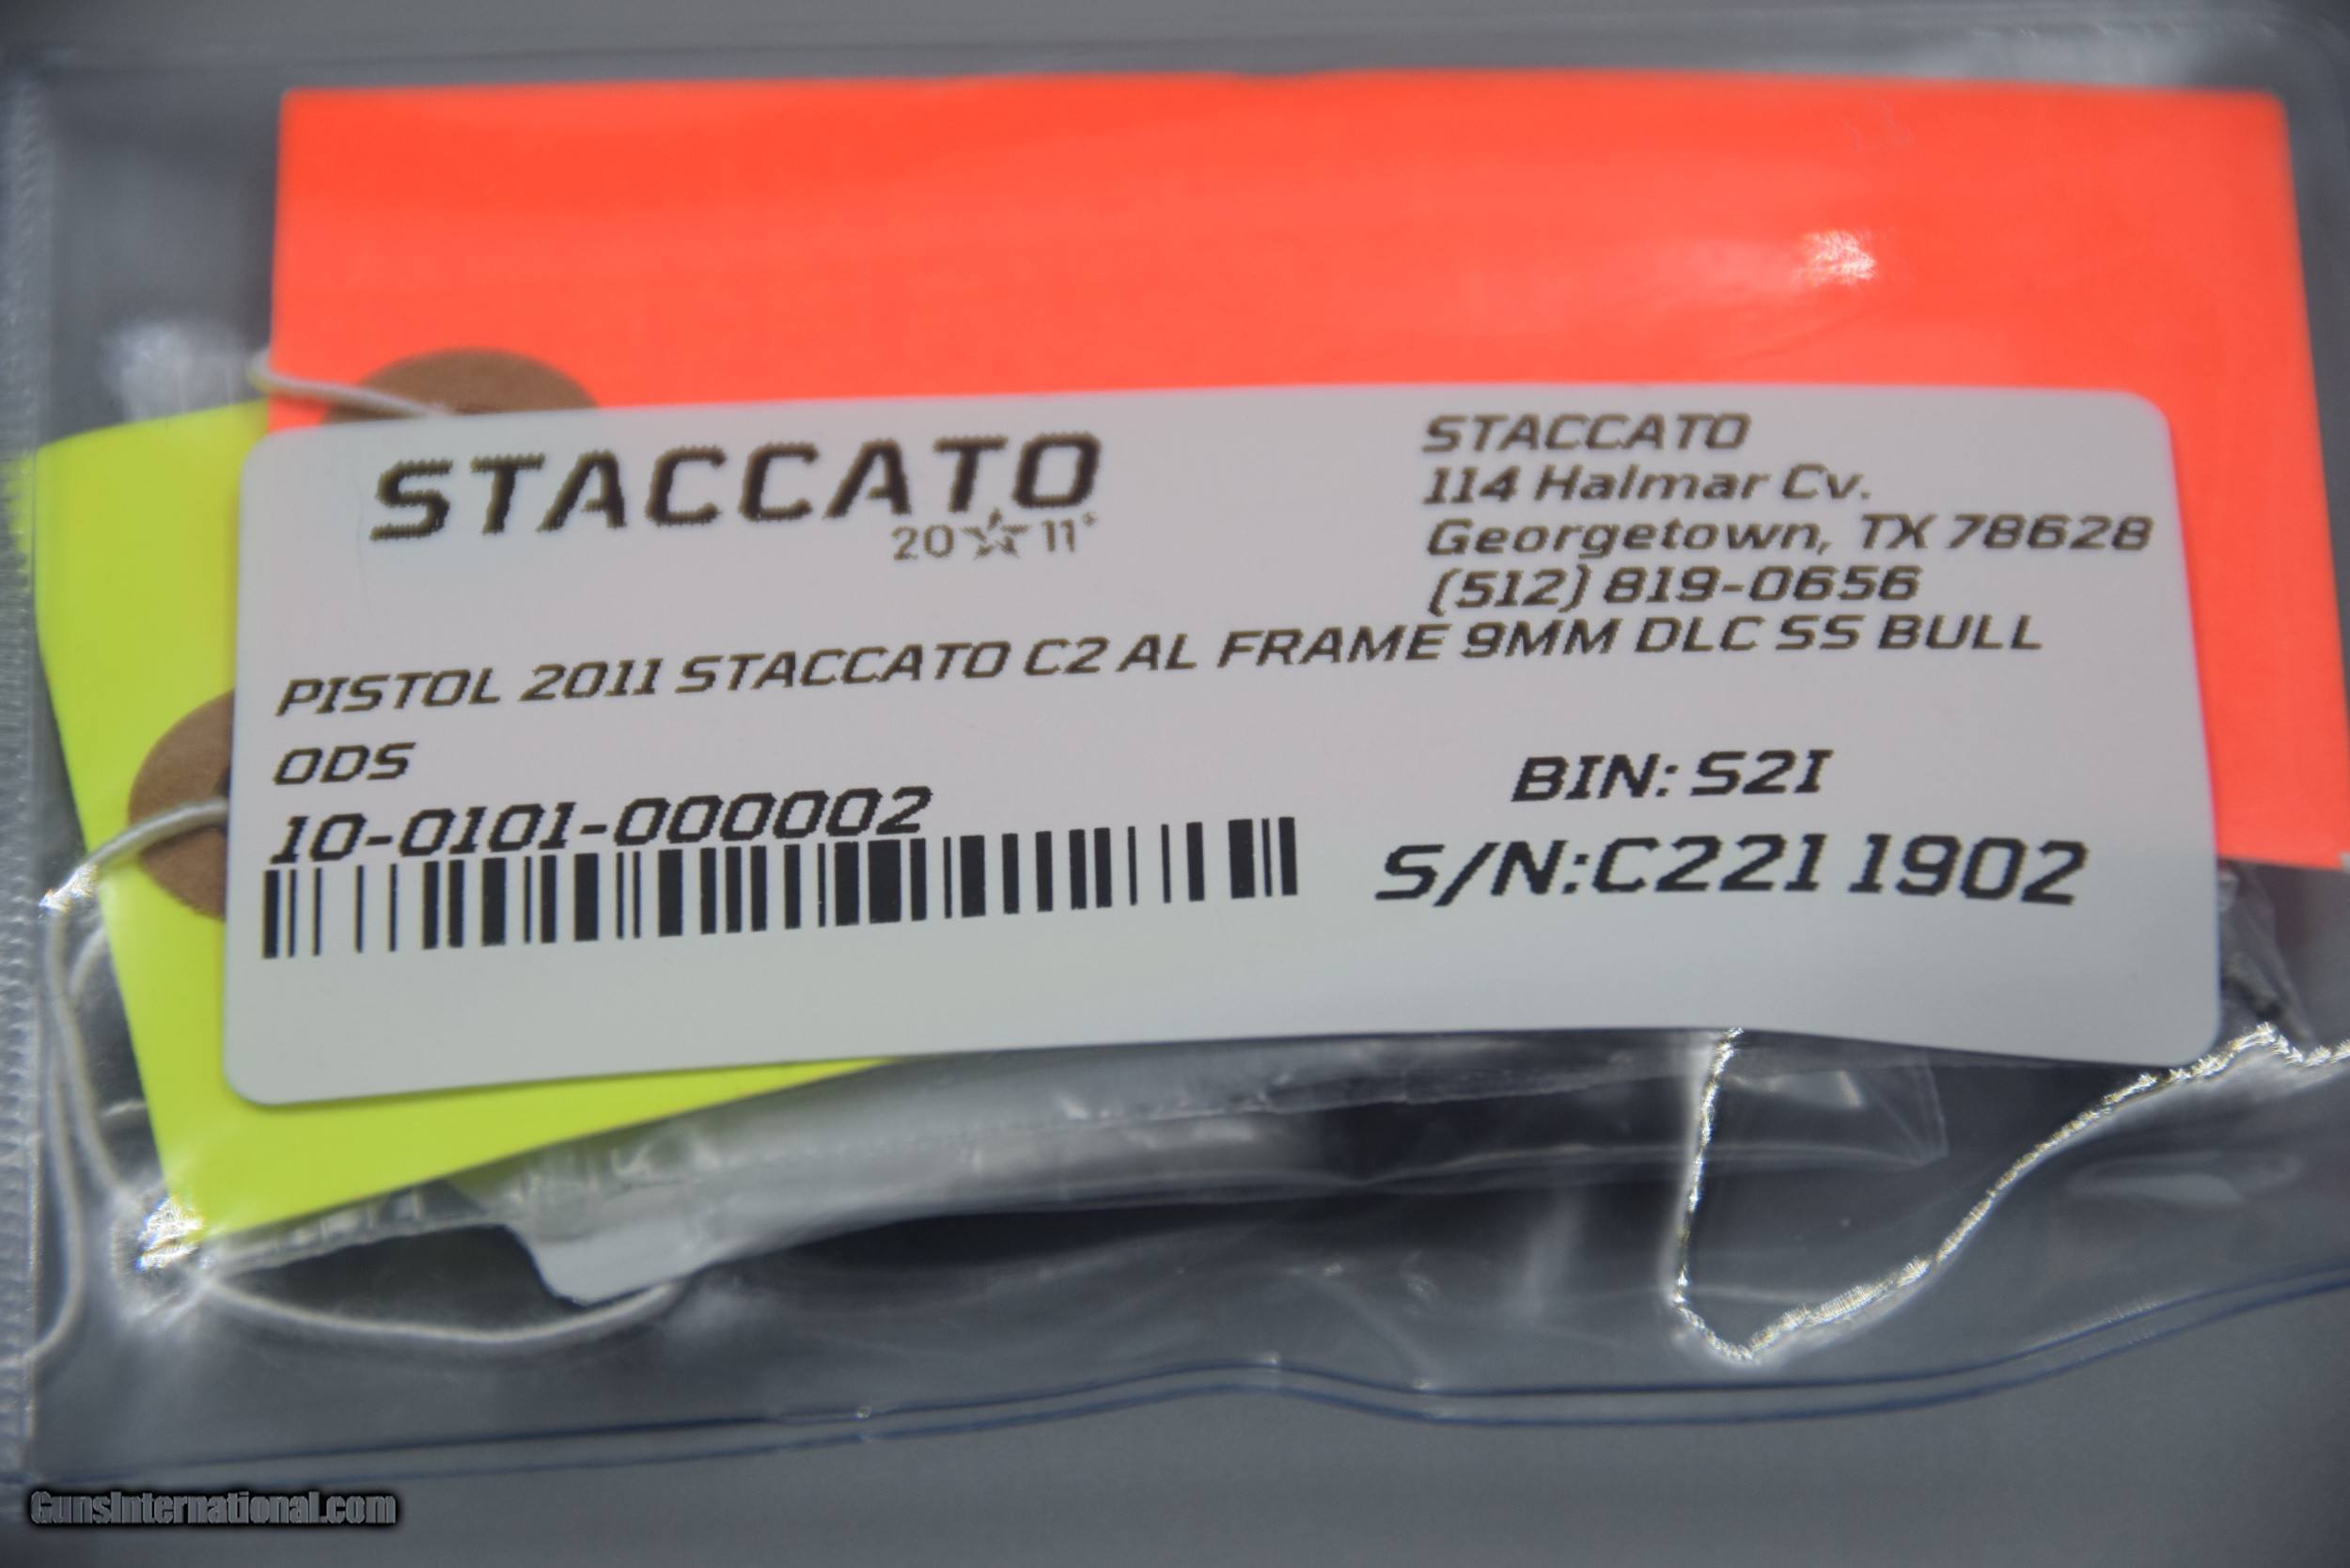 STACCATO
20 11
STACCATO
114 Halmar Cv.
Georgetown, TX 78628
(512) 819-0656
PISTOL 2011 STACCATO C2 AL FRAME 9MM DLC SS BULL
ODS
10-0101-000002
BIN: S2I
S/N:C221 1902
GunsInternational.com